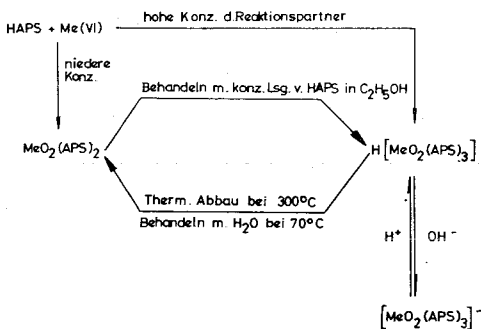 HAPS + Me(VI)
hohe Konz. d. Reaktionspartner
niedere
Konz.
Behandeln m. konz. Lsg. v. HAPS in C₂H₅OH
MeO₂(APS)₂
H[MeO₂(APS)₃]
Therm. Abbau bei 300°C
Behandeln m. H₂O bei 70°C
H⁺
OH⁻
[MeO₂(APS)₃]⁻